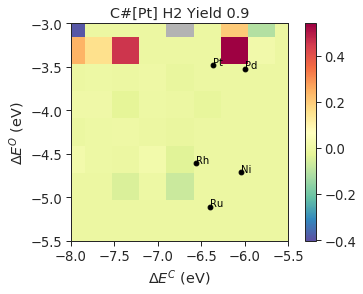 C#[Pt] H2 Yield 0.9
−3.0
−3.5
−4.0
−4.5
−5.0
−5.5
ΔE^O (eV)
Pt
Pd
Rh
Ni
Ru
0.4
0.2
0.0
−0.2
−0.4
−8.0 −7.5 −7.0 −6.5 −6.0 −5.5
ΔE^C (eV)